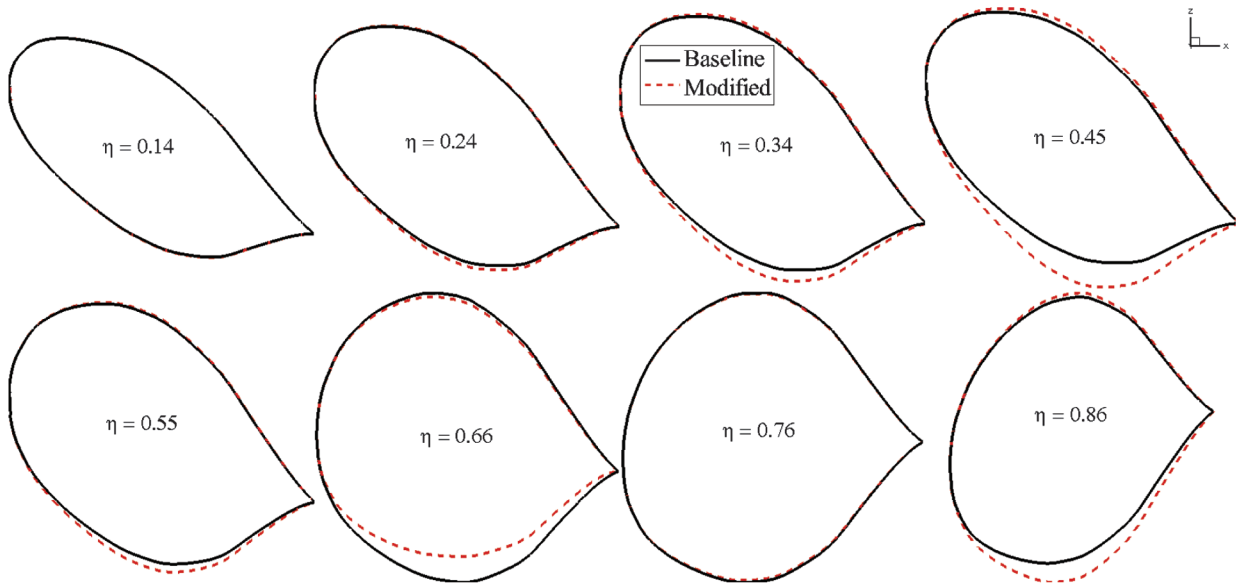 z
x
Baseline
Modified
η = 0.14
η = 0.24
η = 0.34
η = 0.45
η = 0.55
η = 0.66
η = 0.76
η = 0.86